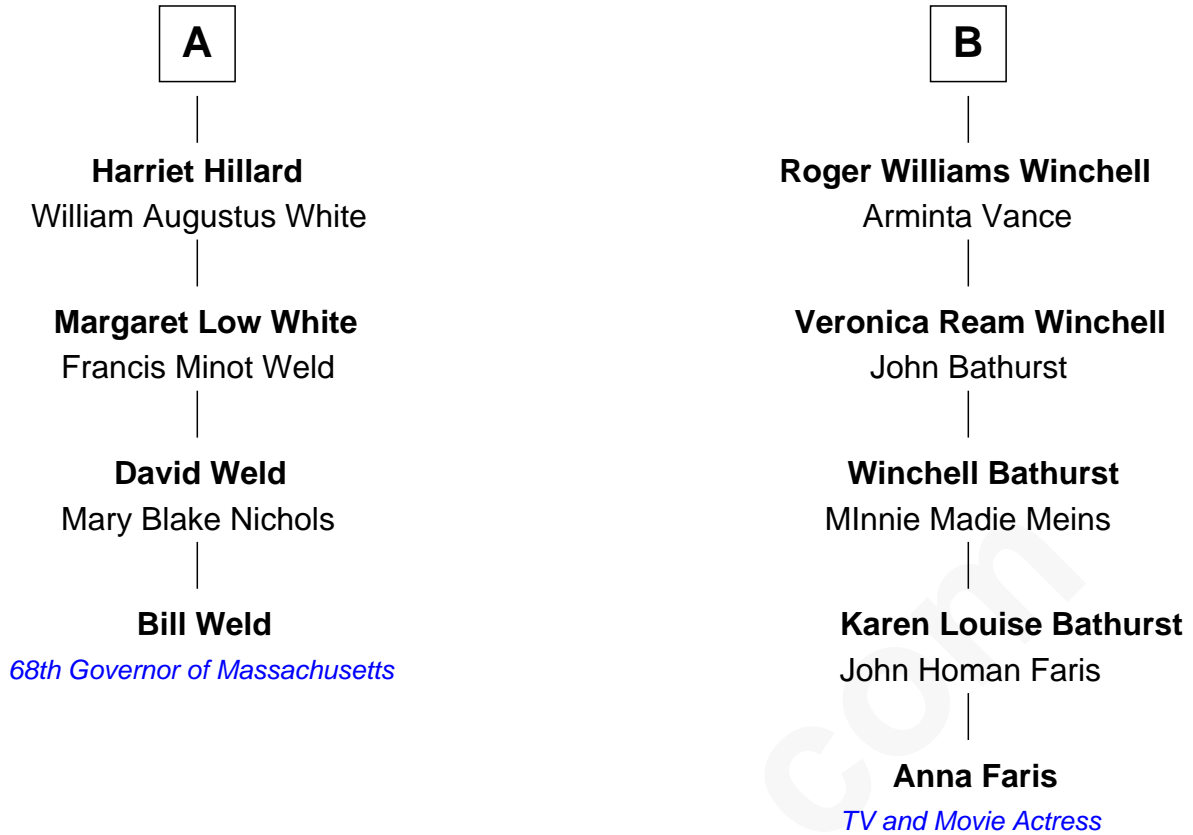 A
Harriet Hillard
William Augustus White
Margaret Low White
Francis Minot Weld
David Weld
Mary Blake Nichols
Bill Weld
68th Governor of Massachusetts
B
Roger Williams Winchell
Arminta Vance
Veronica Ream Winchell
John Bathurst
Winchell Bathurst
MInnie Madie Meins
Karen Louise Bathurst
John Homan Faris
Anna Faris
TV and Movie Actress
com